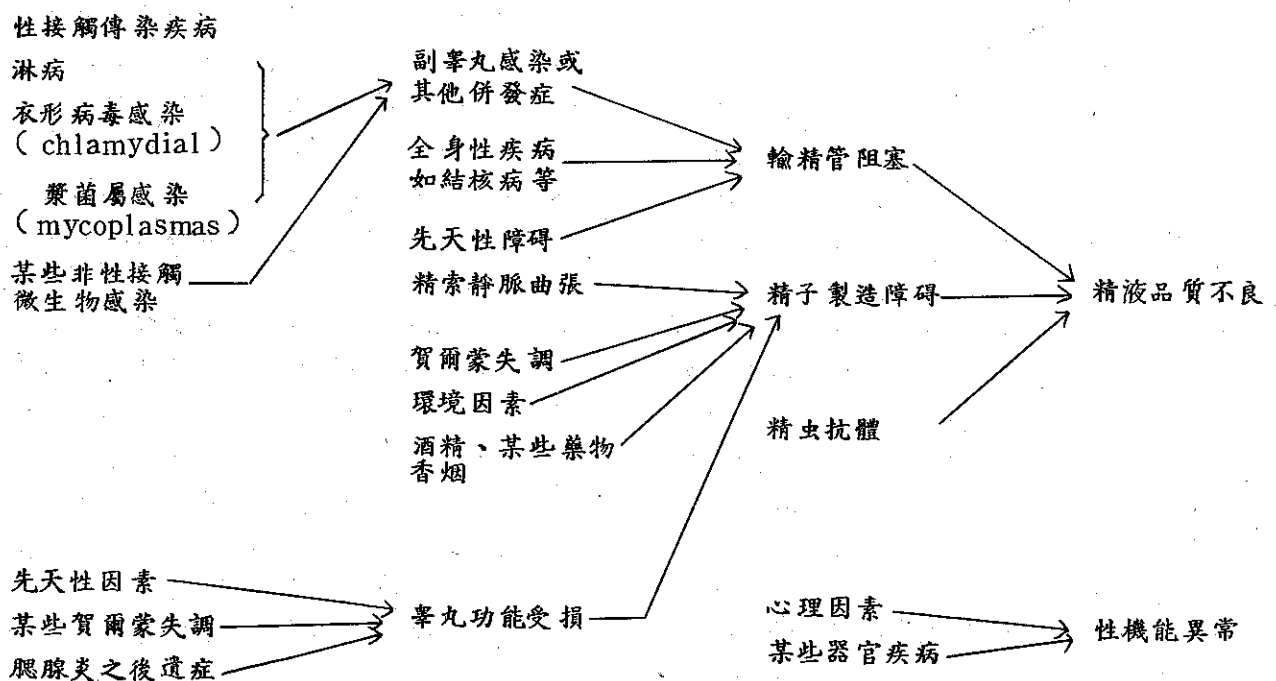 性接觸傳染疾病
淋病
衣形病毒感染
( chlamydial )
漿菌屬感染
( mycoplasmas )
某些非性接觸
微生物感染
副睾丸感染或
其他併發症
全身性疾病
如結核病等
先天性障碍
精索靜脈曲張
賀爾蒙失調
環境因素
酒精、某些藥物
香烟
輸精管阻塞
精子製造障碍
精虫抗體
精液品質不良
先天性因素
某些賀爾蒙失調
腮腺炎之後遺症
睾丸功能受損
心理因素
某些器官疾病
性機能異常